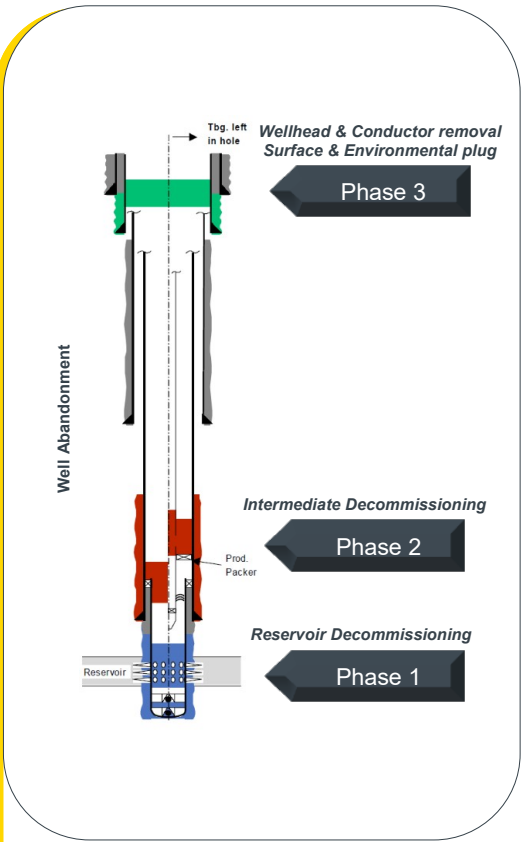 Tbg. left
in hole
Wellhead & Conductor removal
Surface & Environmental plug
Phase 3
Well Abandonment
Intermediate Decommissioning
Phase 2
Prod.
Packer
Reservoir Decommissioning
Reservoir
Phase 1